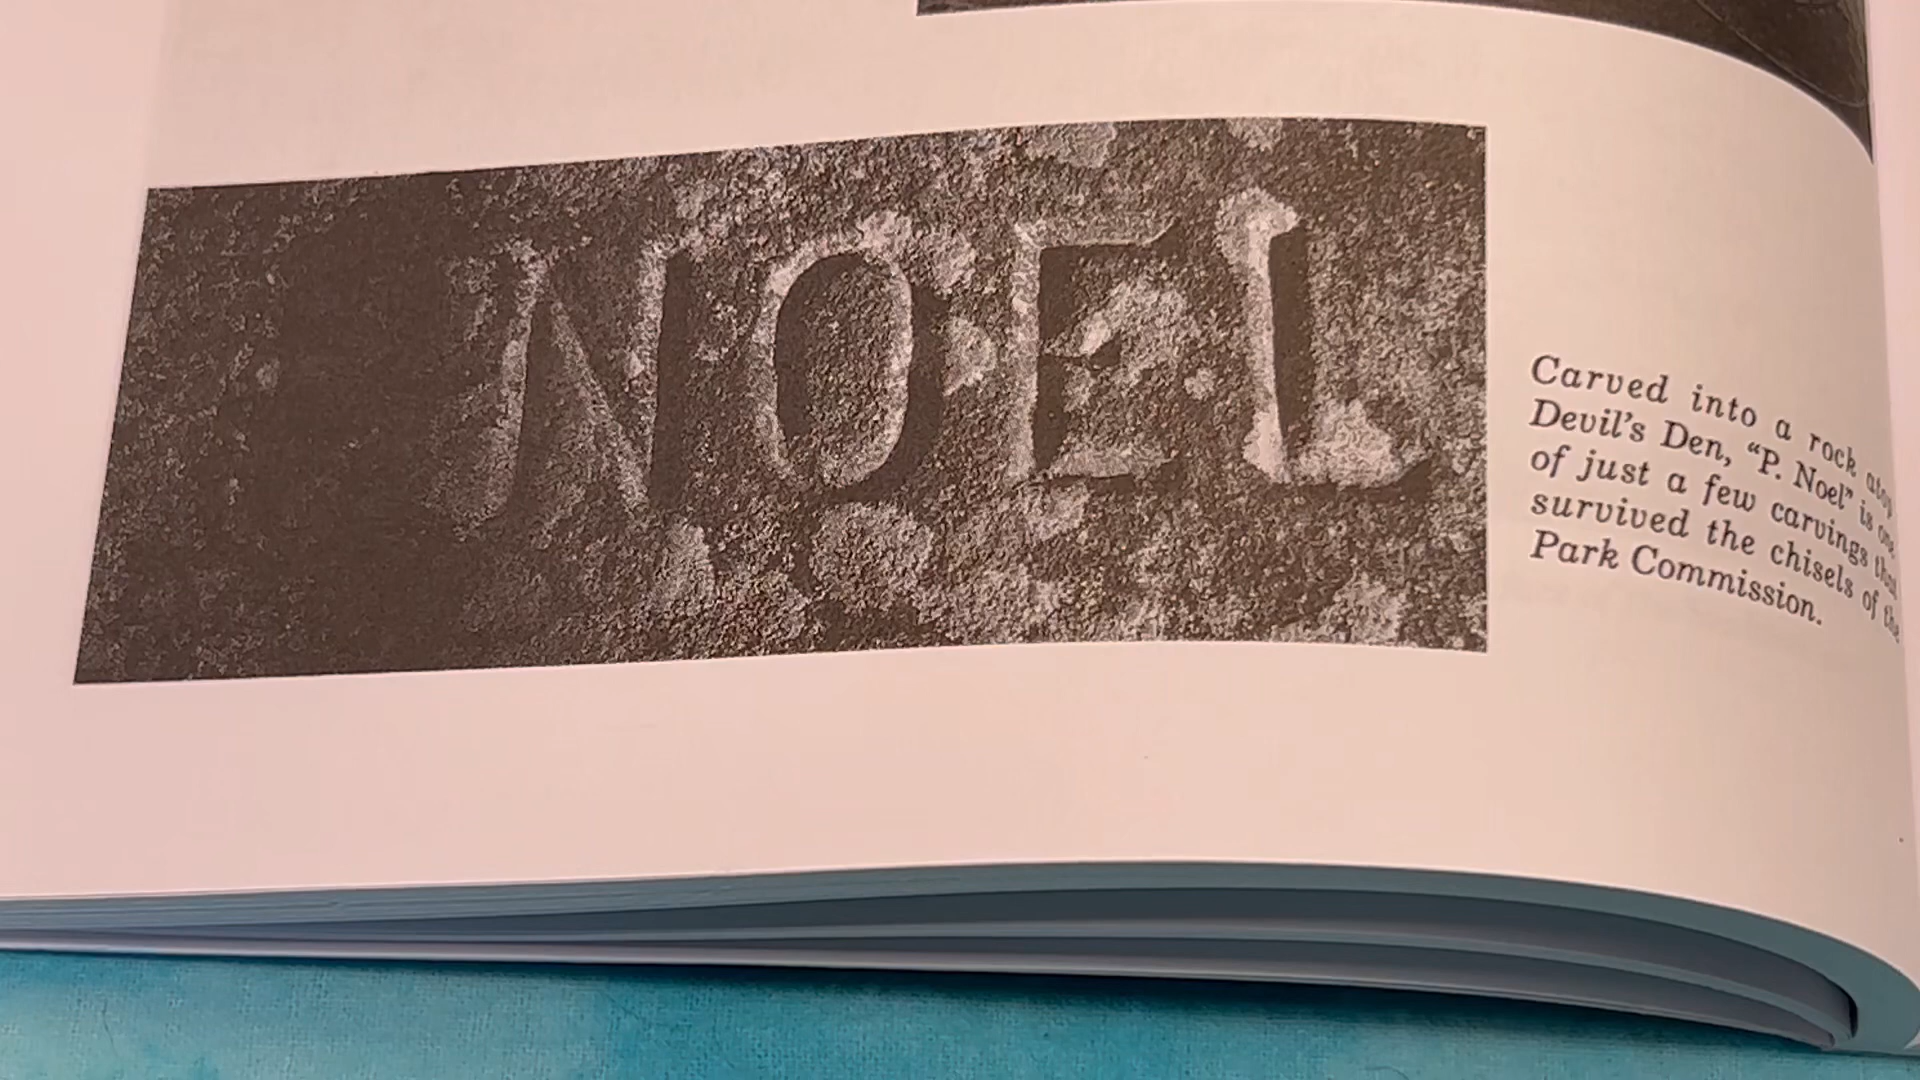 NOEL
Carved into a rock atop
Devil's Den, "P. Noel" is one
of just a few carvings that
survived the chisels of the
Park Commission.